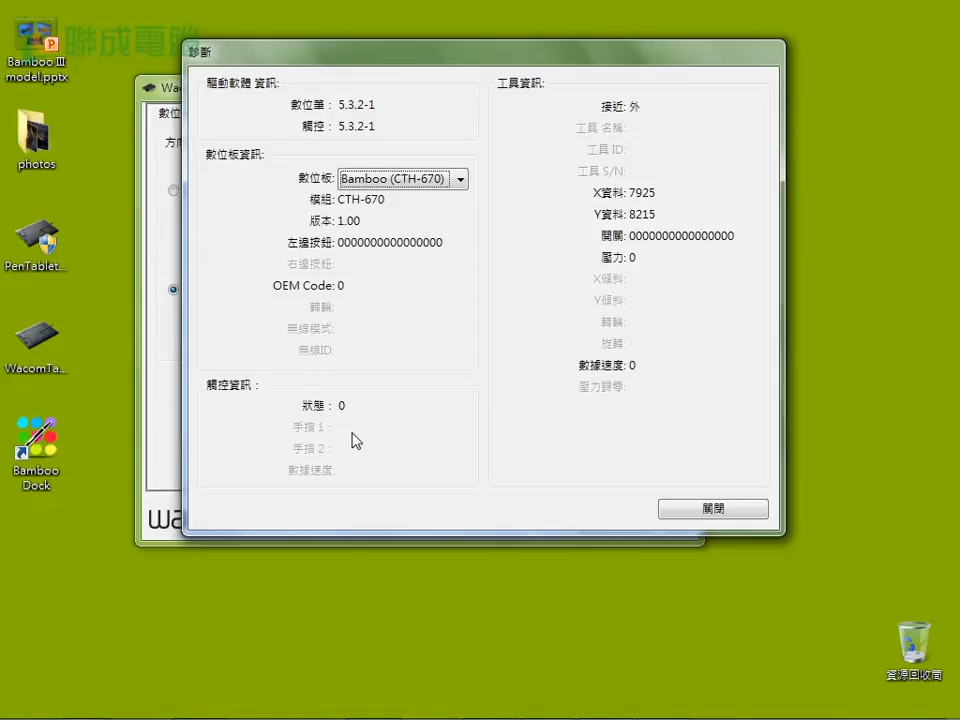 聯成電腦
Bamboo III
model.pptx
photos
PenTablet...
WacomTa...
Bamboo
Dock
資源回收筒
Wac
數位
方向
wa
診斷
驅動軟體 資訊:
數位筆： 5.3.2-1
觸控： 5.3.2-1
數位板資訊:
數位板: Bamboo (CTH-670)
模組: CTH-670
版本: 1.00
左邊按鈕: 0000000000000000
右邊按鈕:
OEM Code: 0
轉輪:
無線模式:
無線ID:
觸控資訊：
狀態： 0
手指 1：
手指 2：
數據速度:
工具資訊:
接近: 外
工具 名稱:
工具 ID:
工具 S/N:
X資料: 7925
Y資料: 8215
開關: 0000000000000000
壓力: 0
X傾斜:
Y傾斜:
轉輪:
旋轉:
數據速度: 0
壓力歸零:
關閉